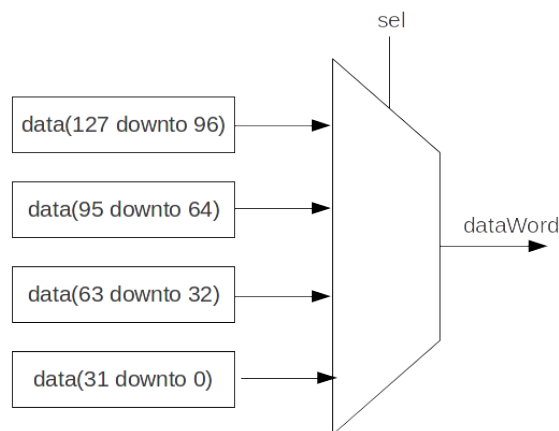 sel
data(127 downto 96)
data(95 downto 64)
dataWord
data(63 downto 32)
data(31 downto 0)